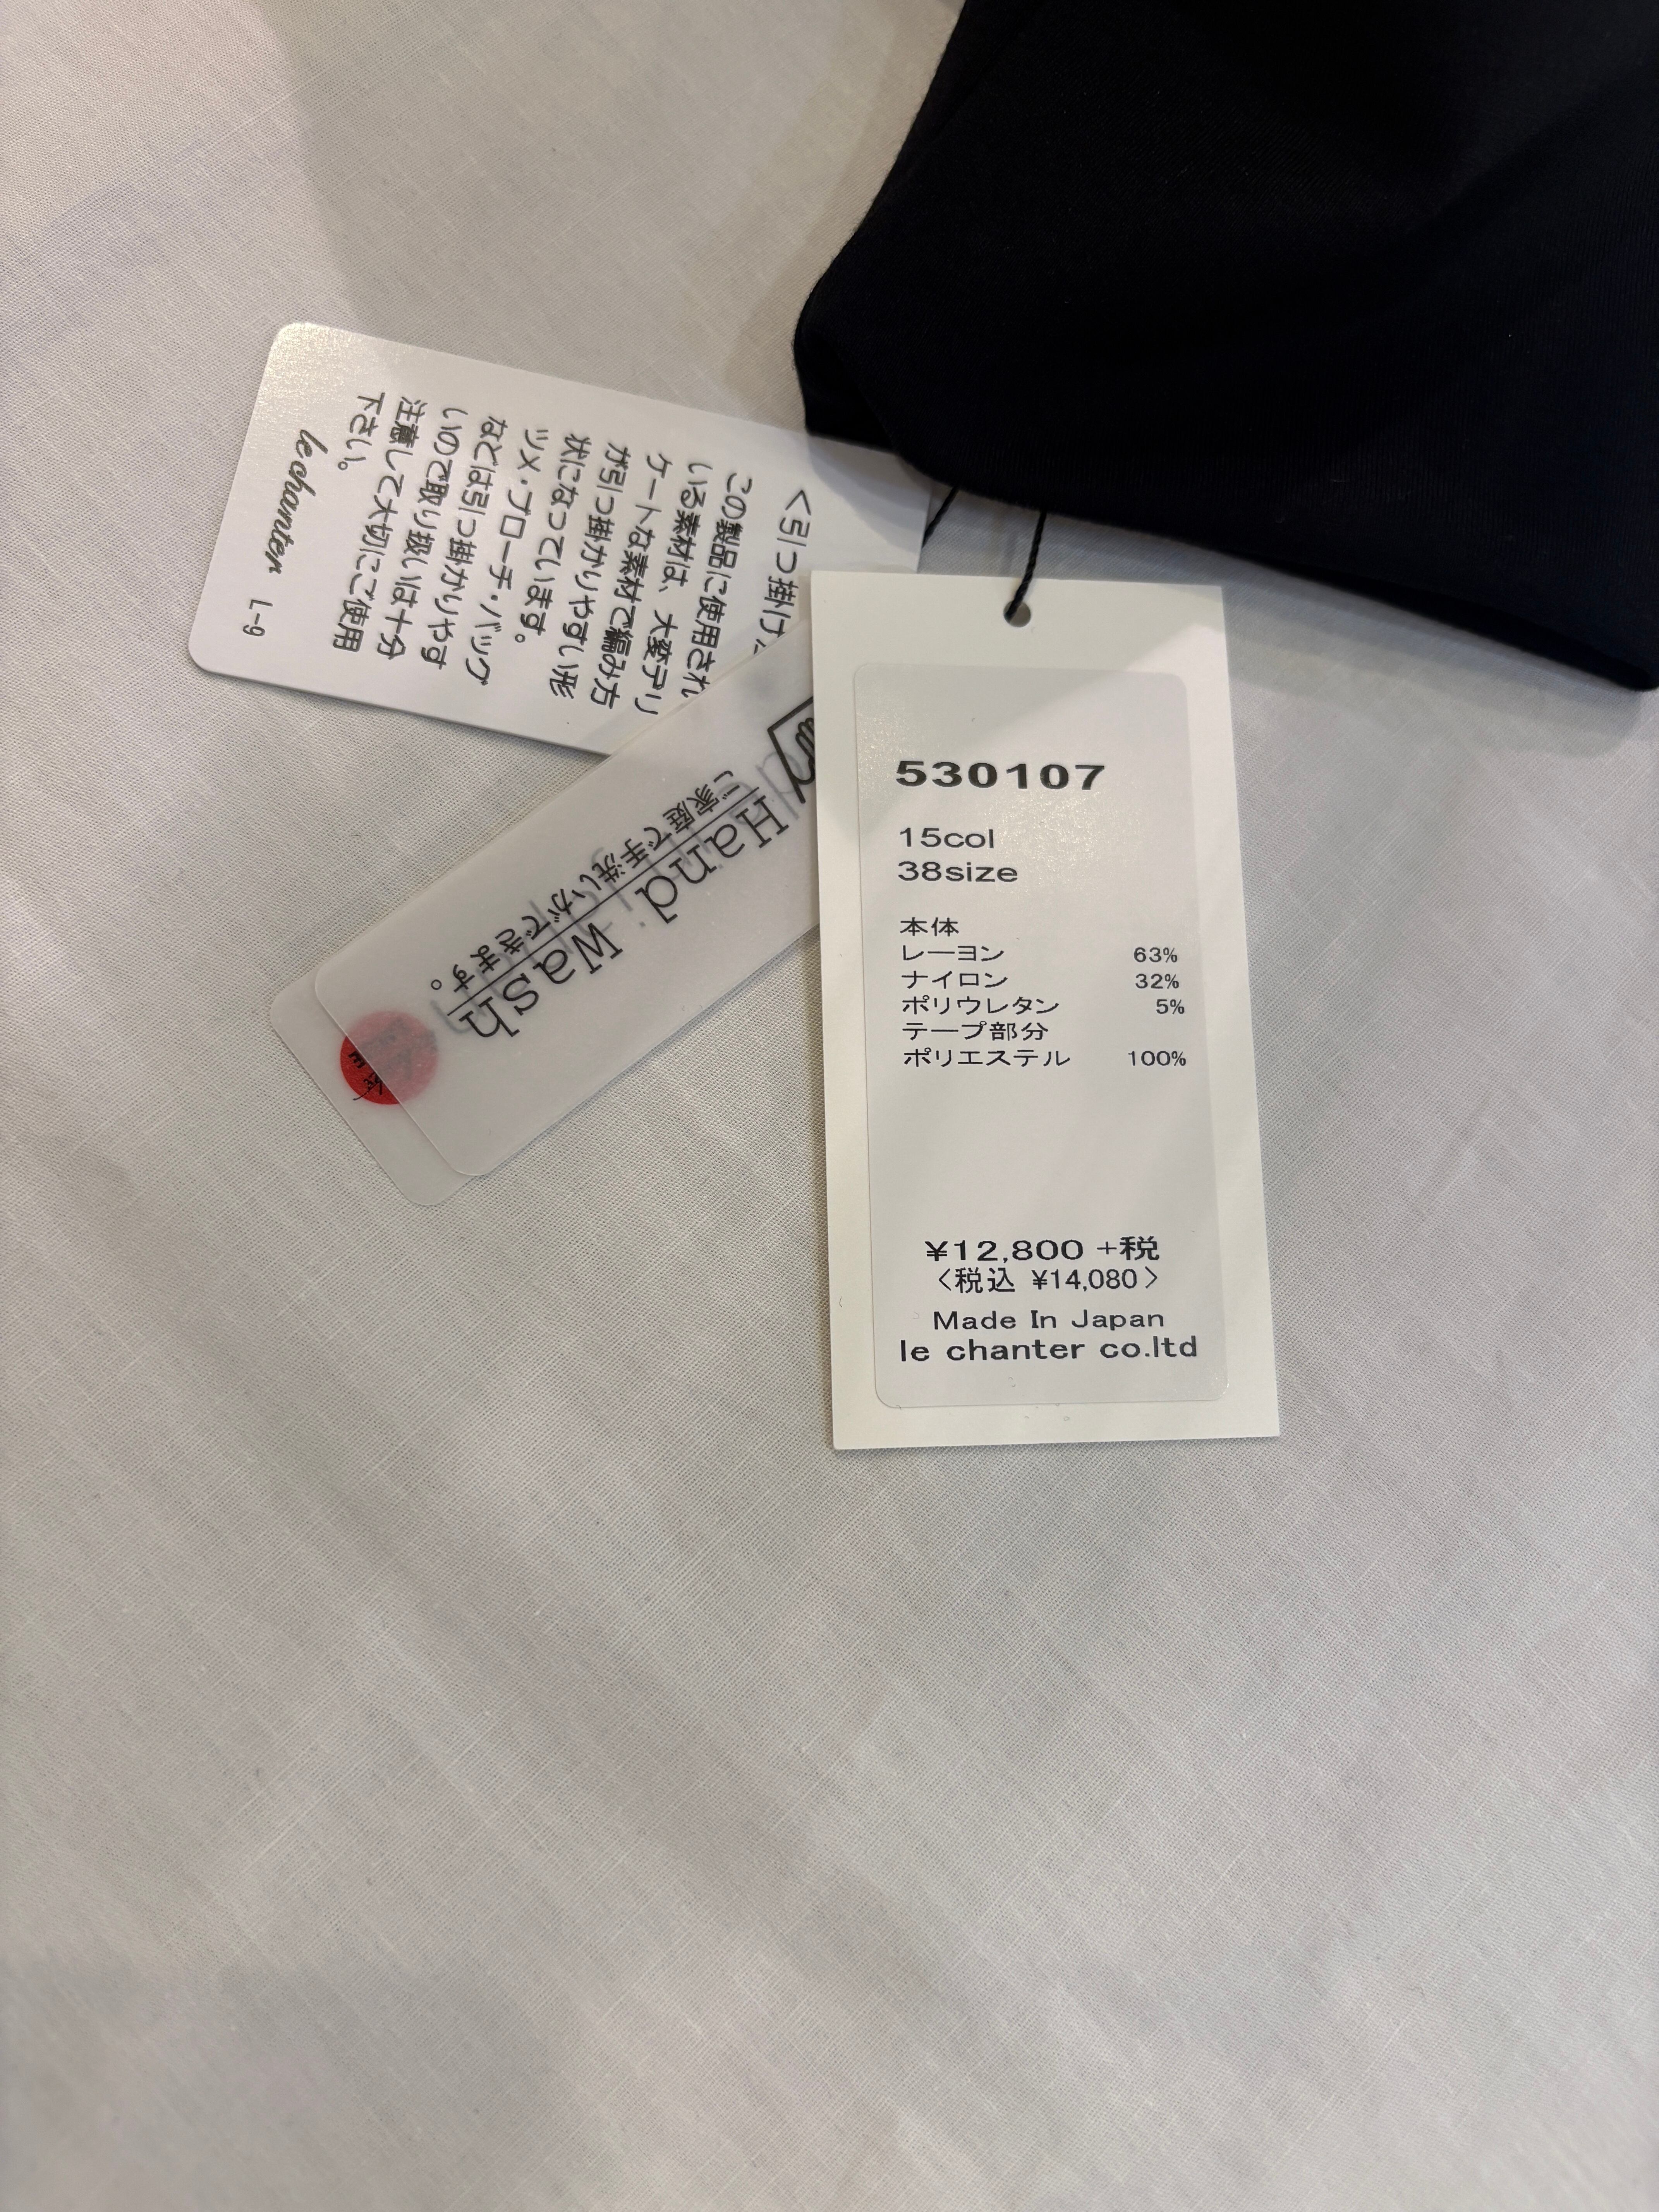 530107
15col
38size
本体
レーヨン 63%
ナイロン 32%
ポリウレタン 5%
テープ部分
ポリエステル 100%
¥12,800 +税
<税込 ¥14,080>
Made In Japan
le chanter co.ltd
Hand Wash
ご家庭で手洗いができます。
<引っ掛け
この製品に使用され
いる素材は、大変デリ
ケートな素材で編み方
が引っ掛かりやすい形
状になっています。
ツメ・ブローチ・バッグ
などは引っ掛かりやす
いので取り扱いは十分
注意して大切にご使用
下さい。
le chanter
L-9